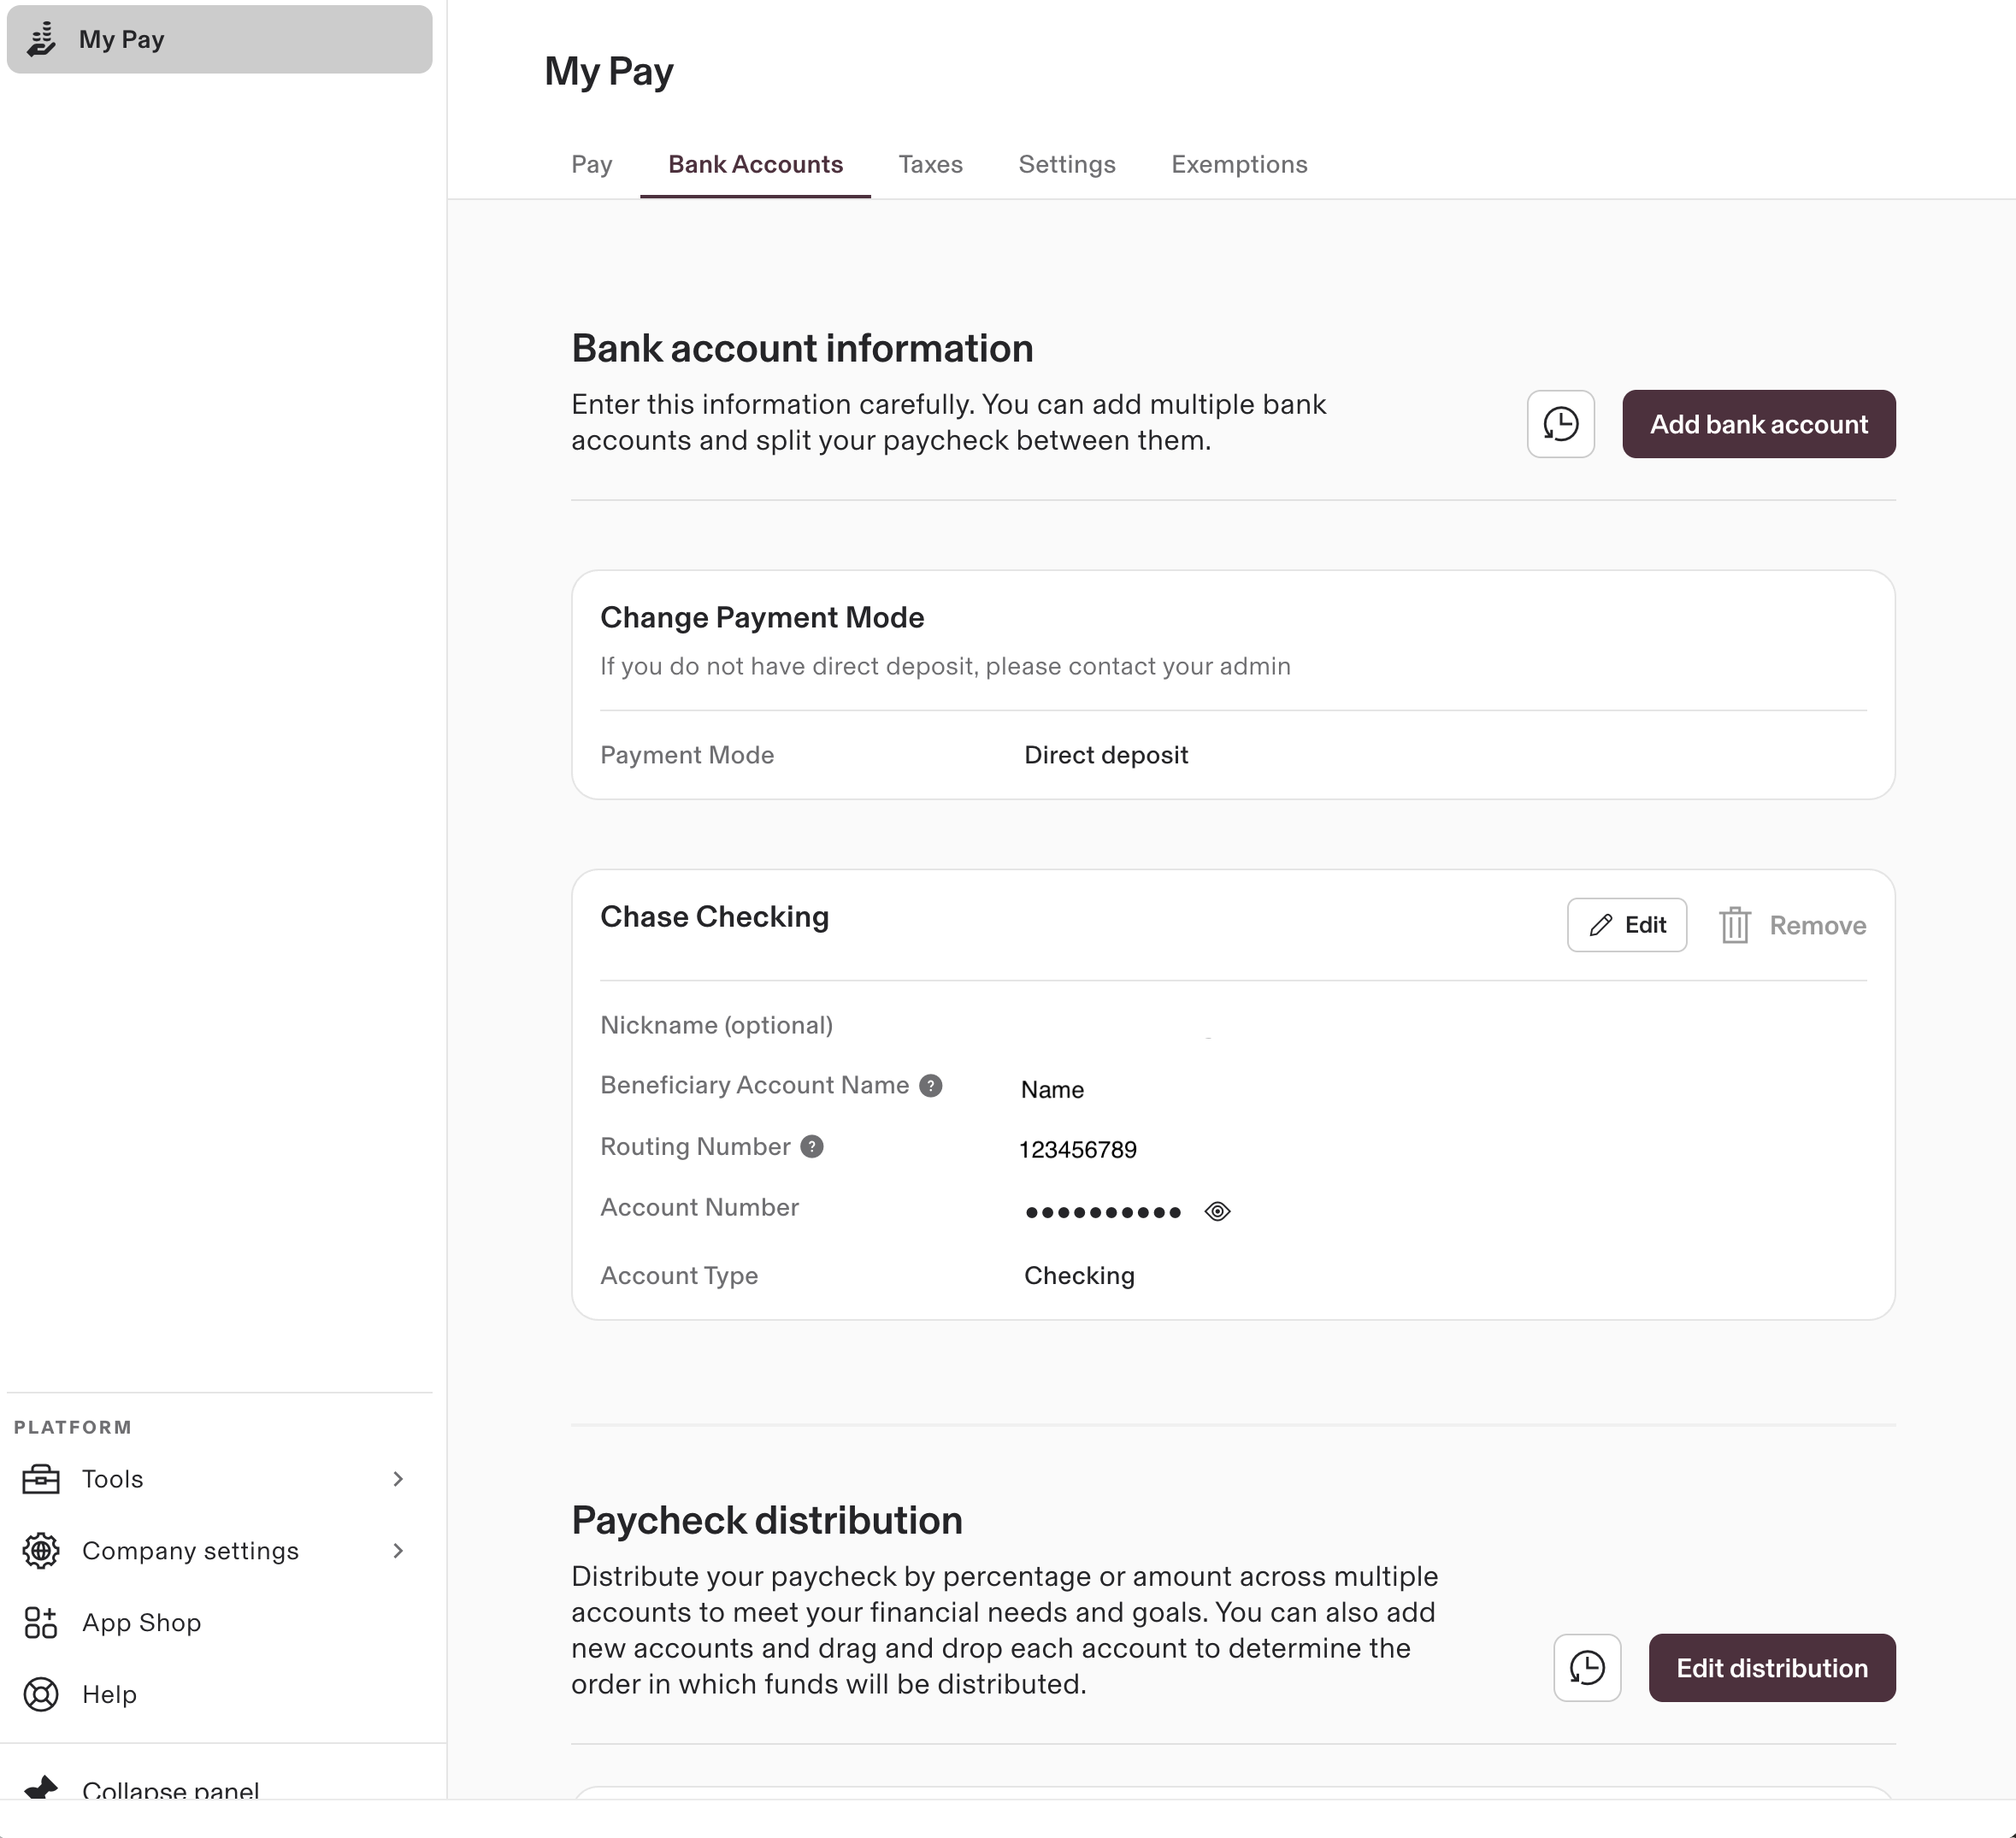 My Pay
My Pay
Pay
Bank Accounts
Taxes
Settings
Exemptions
Bank account information
Enter this information carefully. You can add multiple bank
accounts and split your paycheck between them.
Add bank account
Change Payment Mode
If you do not have direct deposit, please contact your admin
Payment Mode
Direct deposit
Chase Checking
Edit
Remove
Nickname (optional)
Beneficiary Account Name ?
Name
Routing Number ?
123456789
Account Number
••••••••••
Account Type
Checking
PLATFORM
Tools
Company settings
App Shop
Help
Collapse panel
Paycheck distribution
Distribute your paycheck by percentage or amount across multiple
accounts to meet your financial needs and goals. You can also add
new accounts and drag and drop each account to determine the
order in which funds will be distributed.
Edit distribution